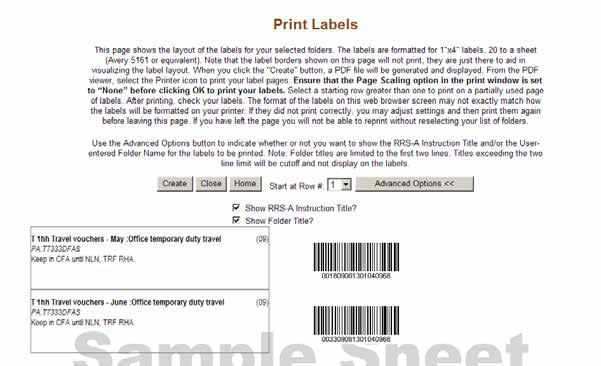 Print Labels
This page shows the layout of the labels for your selected folders. The labels are formatted for 1"x4" labels, 20 to a sheet
(Avery 5161 or equivalent). Note that the label borders shown on this page will not print, they are just there to aid in
visualizing the label layout. When you click the "Create" button, a PDF file will be generated and displayed. From the PDF
viewer, select the Printer icon to print your label pages. Ensure that the Page Scaling option in the print window is set
to "None" before clicking OK to print your labels. Select a starting row greater than one to print on a partially used page
of labels. After printing, check your labels. The format of the labels on this web browser screen may not exactly match how
the labels will be formatted on your printer. If they did not print correctly, you may adjust settings and then print them again
before leaving this page. If you have left the page you will not be able to reprint without reselecting your list of folders.
Use the Advanced Options button to indicate whether or not you want to show the RRS-A Instruction Title and/or the User-
entered Folder Name for the labels to be printed. Note: Folder titles are limited to the first two lines. Titles exceeding the two
line limit will be cutoff and not display on the labels.
Create Close Home Start at Row #: 1 Advanced Options <<
Show RRS-A Instruction Title?
Show Folder Title?
T 1hh Travel vouchers - May :Office temporary duty travel (09)
PA:T7333DFAS
Keep in CFA until NLN, TRF RHA.
001809081301040968
T 1hh Travel vouchers - June :Office temporary duty travel (09)
PA:T7333DFAS
Keep in CFA until NLN, TRF RHA.
003309081301040968
Sample Sheet